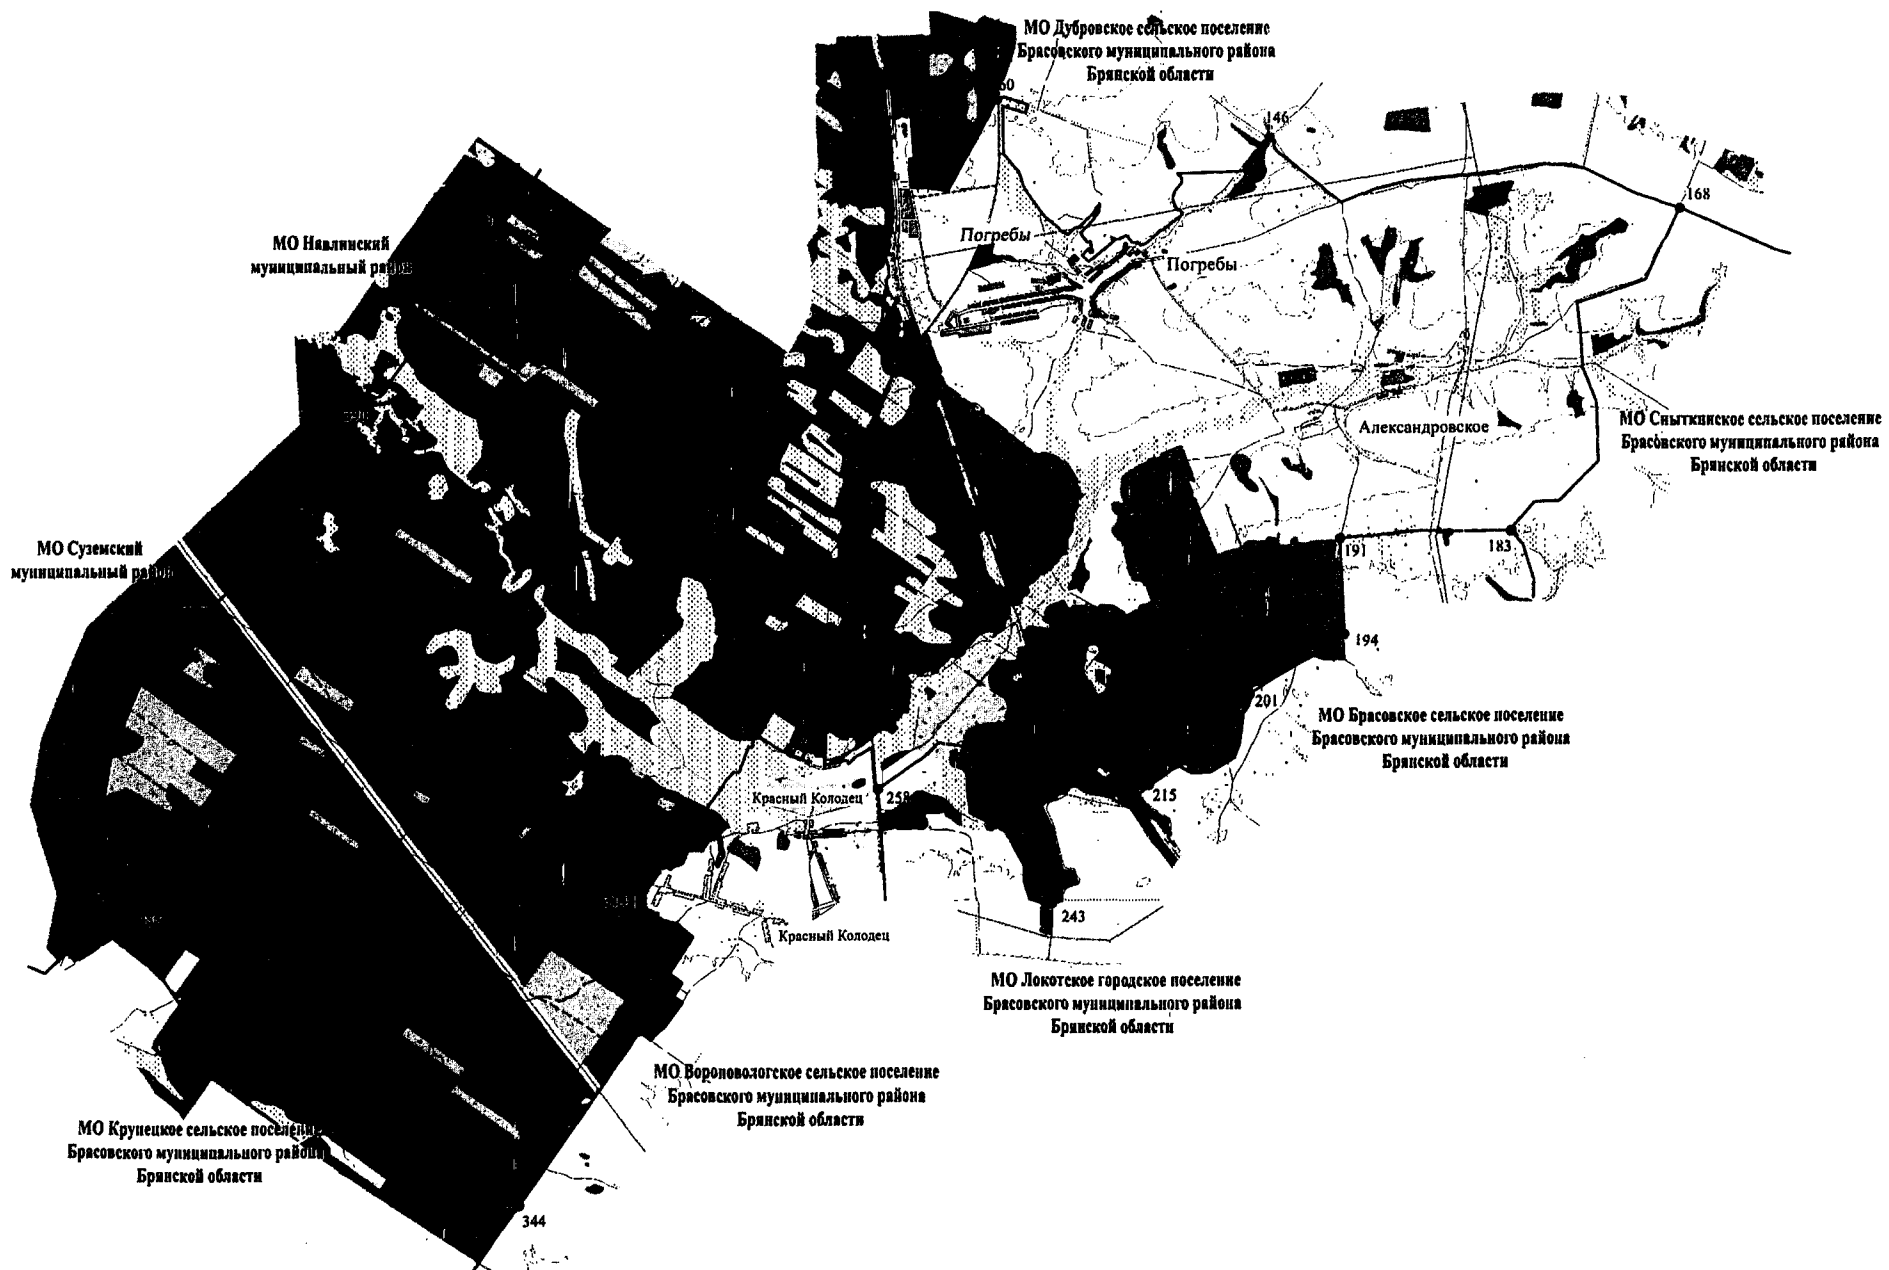 МО Дубровское сельское поселение
Брасовского муниципального района
Брянской области
146
168
МО Навлинский
муниципальный район
Погребы
Погребы
Александровское
МО Сныткинское сельское поселение
Брасовского муниципального района
Брянской области
МО Суземский
муниципальный район
191
183
194
201
МО Брасовское сельское поселение
Брасовского муниципального района
Брянской области
Красный Колодец
258
215
243
Красный Колодец
МО Локотское городское поселение
Брасовского муниципального района
Брянской области
МО Вороновологское сельское поселение
Брасовского муниципального района
Брянской области
МО Крупецкое сельское поселение
Брасовского муниципального района
Брянской области
344